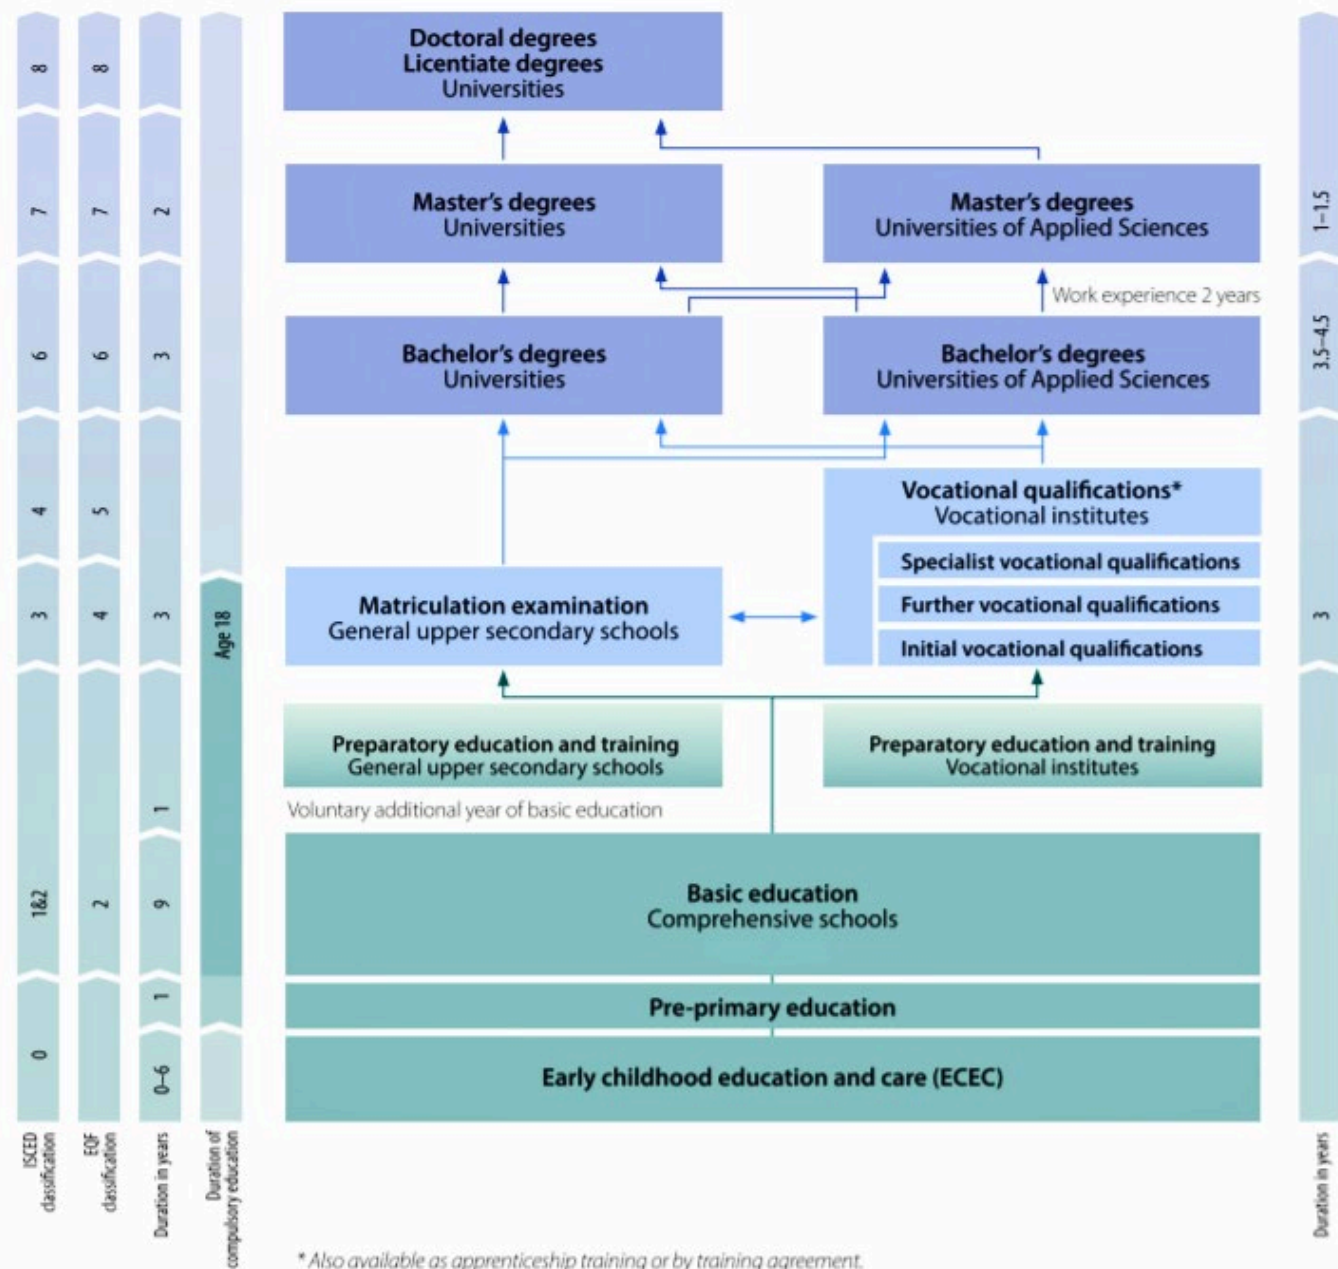 Doctoral degrees
Licentiate degrees
Universities
Master's degrees
Universities
Master's degrees
Universities of Applied Sciences
Work experience 2 years
Bachelor's degrees
Universities
Bachelor's degrees
Universities of Applied Sciences
Vocational qualifications*
Vocational institutes
Specialist vocational qualifications
Further vocational qualifications
Initial vocational qualifications
Matriculation examination
General upper secondary schools
Preparatory education and training
General upper secondary schools
Preparatory education and training
Vocational institutes
Voluntary additional year of basic education
Basic education
Comprehensive schools
Pre-primary education
Early childhood education and care (ECEC)
8
7
6
4
3
1&2
0
ISCED
classification
8
7
6
5
4
2
EQF
classification
2
3
3
1
9
1
0–6
Duration in years
Age 18
Duration of
compulsory education
1–1.5
3.5–4.5
3
Duration in years
* Also available as apprenticeship training or by training agreement.